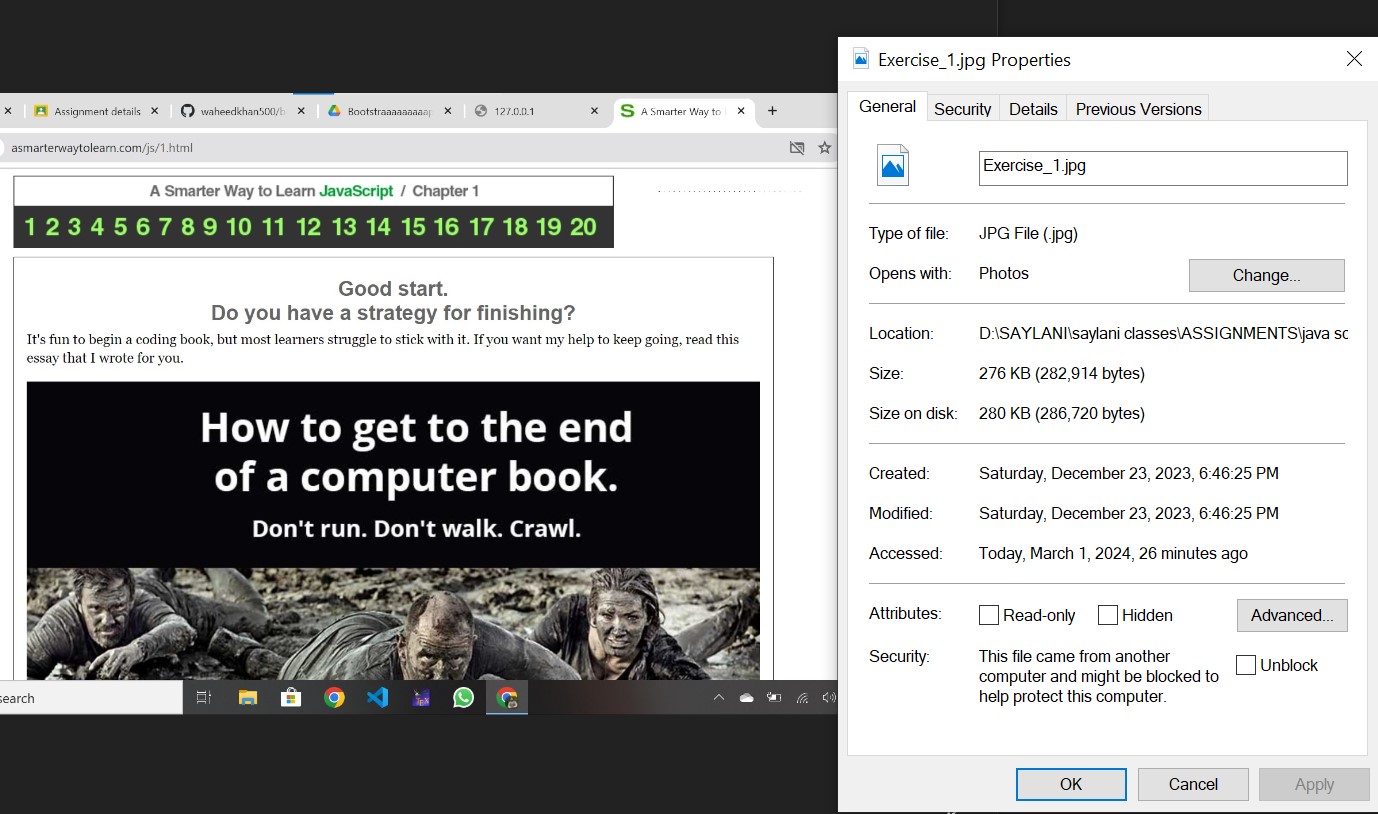 Assignment details
waheedkhan500/b
Bootstraaaaaaaaap
127.0.0.1
A Smarter Way to
asmarterwaytolearn.com/js/1.html
A Smarter Way to Learn JavaScript / Chapter 1
1 2 3 4 5 6 7 8 9 10 11 12 13 14 15 16 17 18 19 20
Good start.
Do you have a strategy for finishing?
It's fun to begin a coding book, but most learners struggle to stick with it. If you want my help to keep going, read this
essay that I wrote for you.
How to get to the end
of a computer book.
Don't run. Don't walk. Crawl.
search
Exercise_1.jpg Properties
General Security Details Previous Versions
Exercise_1.jpg
Type of file: JPG File (.jpg)
Opens with: Photos Change...
Location: D:\SAYLANI\saylani classes\ASSIGNMENTS\java sc
Size: 276 KB (282,914 bytes)
Size on disk: 280 KB (286,720 bytes)
Created: Saturday, December 23, 2023, 6:46:25 PM
Modified: Saturday, December 23, 2023, 6:46:25 PM
Accessed: Today, March 1, 2024, 26 minutes ago
Attributes: Read-only Hidden Advanced...
Security: This file came from another
computer and might be blocked to
help protect this computer.
Unblock
OK Cancel Apply